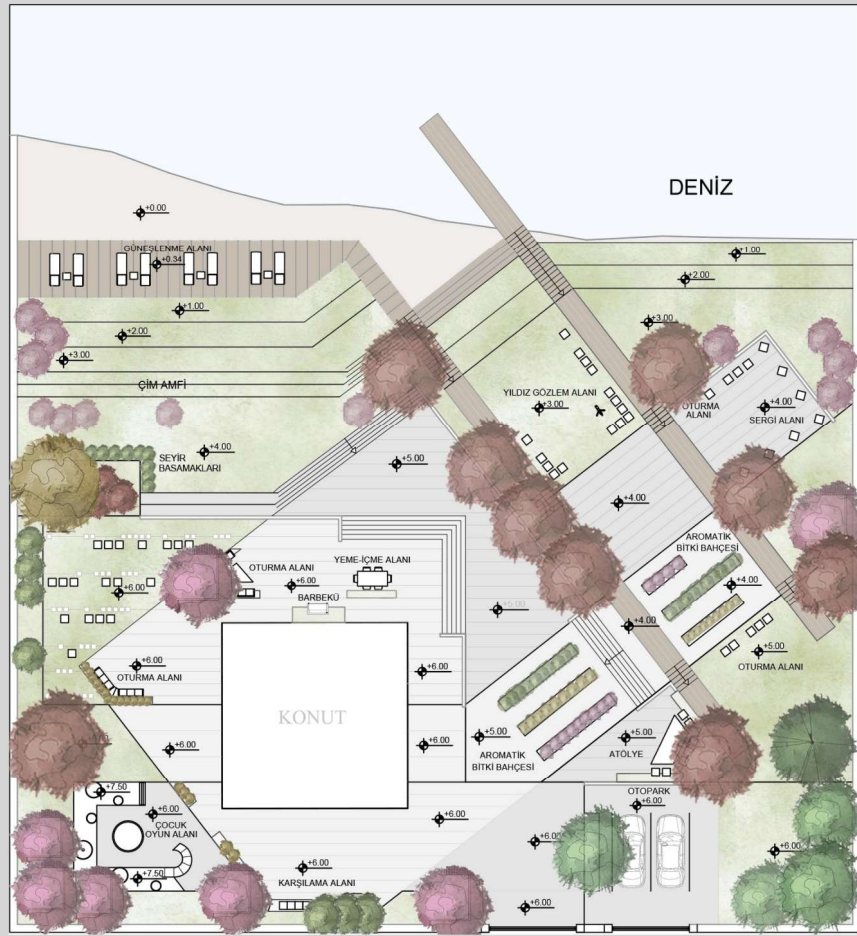 DENİZ
+0.00
GÜNEŞLENME ALANI
+0.34
+1.00
+2.00
+1.00
+2.00
+3.00
+3.00
ÇİM AMFİ
YILDIZ GÖZLEM ALANI
+3.00
OTURMA
ALANI
+4.00
SERGİ ALANI
+4.00
SEYİR
BASAMAKLARI
+5.00
+4.00
AROMATİK
BİTKİ BAHÇESİ
+4.00
OTURMA ALANI
YEME-İÇME ALANI
+6.00
BARBEKÜ
+6.00
+5.00
+4.00
+5.00
OTURMA ALANI
+6.00
OTURMA ALANI
+6.00
KONUT
+6.00
+6.00
+5.00
AROMATİK
BİTKİ BAHÇESİ
+5.00
ATÖLYE
+7.50
+6.00
ÇOCUK
OYUN ALANI
+7.50
OTOPARK
+6.00
+6.00
+6.00
+6.00
+6.00
KARŞILAMA ALANI
+6.00